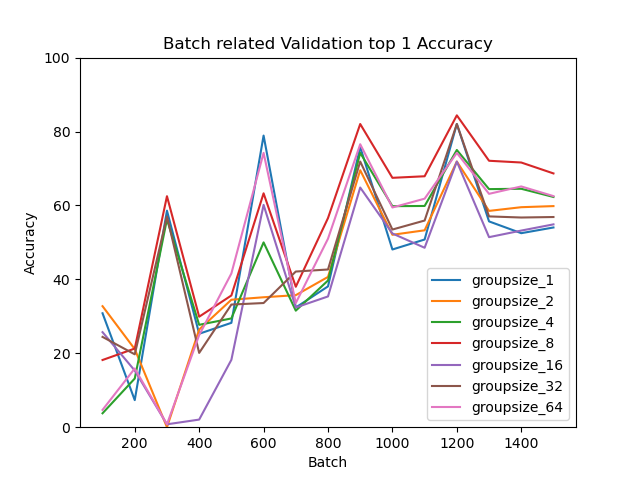 Batch related Validation top 1 Accuracy
100
80
60
40
20
0
Accuracy
200
400
600
800
1000
1200
1400
Batch
groupsize_1
groupsize_2
groupsize_4
groupsize_8
groupsize_16
groupsize_32
groupsize_64